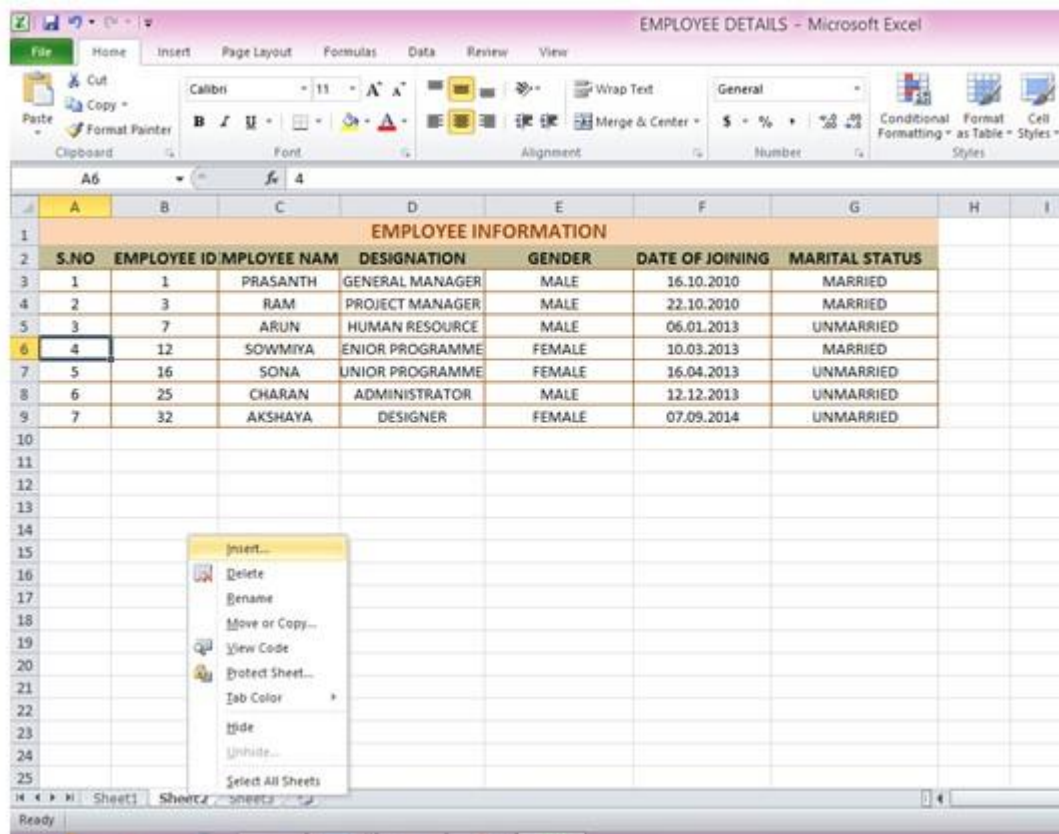 EMPLOYEE DETAILS - Microsoft Excel
File Home Insert Page Layout Formulas Data Review View
Cut
Copy
Format Painter
Paste
Clipboard
Calibri 11 A A
B I U A
Font
Wrap Text
Merge & Center
Alignment
General
$ % ,
Number
Conditional Formatting
Format as Table
Cell Styles
Styles
A6 fx 4
A B C D E F G H I
1 EMPLOYEE INFORMATION
2 S.NO EMPLOYEE ID MPLOYEE NAM DESIGNATION GENDER DATE OF JOINING MARITAL STATUS
3 1 1 PRASANTH GENERAL MANAGER MALE 16.10.2010 MARRIED
4 2 3 RAM PROJECT MANAGER MALE 22.10.2010 MARRIED
5 3 7 ARUN HUMAN RESOURCE MALE 06.01.2013 UNMARRIED
6 4 12 SOWMIYA ENIOR PROGRAMME FEMALE 10.03.2013 MARRIED
7 5 16 SONA UNIOR PROGRAMME FEMALE 16.04.2013 UNMARRIED
8 6 25 CHARAN ADMINISTRATOR MALE 12.12.2013 UNMARRIED
9 7 32 AKSHAYA DESIGNER FEMALE 07.09.2014 UNMARRIED
10
11
12
13
14
15
16
17
18
19
20
21
22
23
24
25
Insert...
Delete
Rename
Move or Copy...
View Code
Protect Sheet...
Tab Color
Hide
Unhide...
Select All Sheets
Sheet1 Sheet2 Sheet3
Ready